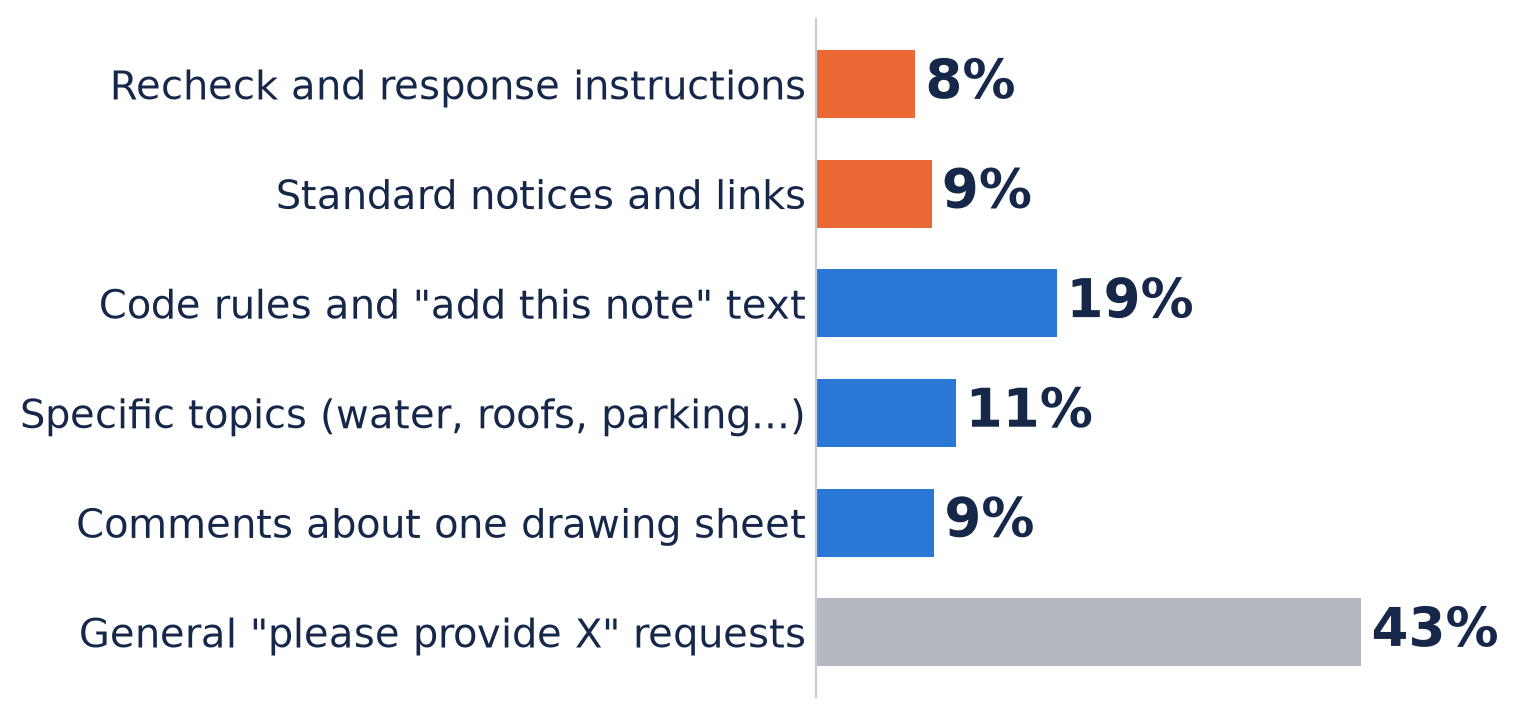 Recheck and response instructions 8%
Standard notices and links 9%
Code rules and "add this note" text 19%
Specific topics (water, roofs, parking...) 11%
Comments about one drawing sheet 9%
General "please provide X" requests 43%